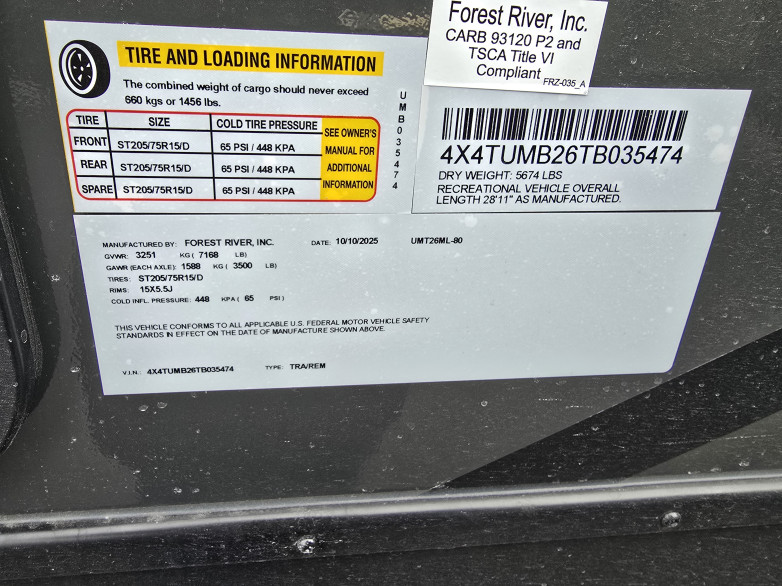 Forest River, Inc.
CARB 93120 P2 and
TSCA Title VI
Compliant
FRZ-035_A
TIRE AND LOADING INFORMATION
The combined weight of cargo should never exceed
660 kgs or 1456 lbs.
TIRE SIZE COLD TIRE PRESSURE SEE OWNER'S MANUAL FOR ADDITIONAL INFORMATION
FRONT ST205/75R15/D 65 PSI / 448 KPA
REAR ST205/75R15/D 65 PSI / 448 KPA
SPARE ST205/75R15/D 65 PSI / 448 KPA
UMB035474
4X4TUMB26TB035474
DRY WEIGHT: 5674 LBS
RECREATIONAL VEHICLE OVERALL
LENGTH 28'11" AS MANUFACTURED.
MANUFACTURED BY: FOREST RIVER, INC. DATE: 10/10/2025 UMT26ML-80
GVWR: 3251 KG ( 7168 LB)
GAWR (EACH AXLE): 1588 KG ( 3500 LB)
TIRES: ST205/75R15/D
RIMS: 15X5.5J
COLD INFL. PRESSURE: 448 KPA ( 65 PSI )
THIS VEHICLE CONFORMS TO ALL APPLICABLE U.S. FEDERAL MOTOR VEHICLE SAFETY
STANDARDS IN EFFECT ON THE DATE OF MANUFACTURE SHOWN ABOVE.
V.I.N.: 4X4TUMB26TB035474 TYPE: TRA/REM